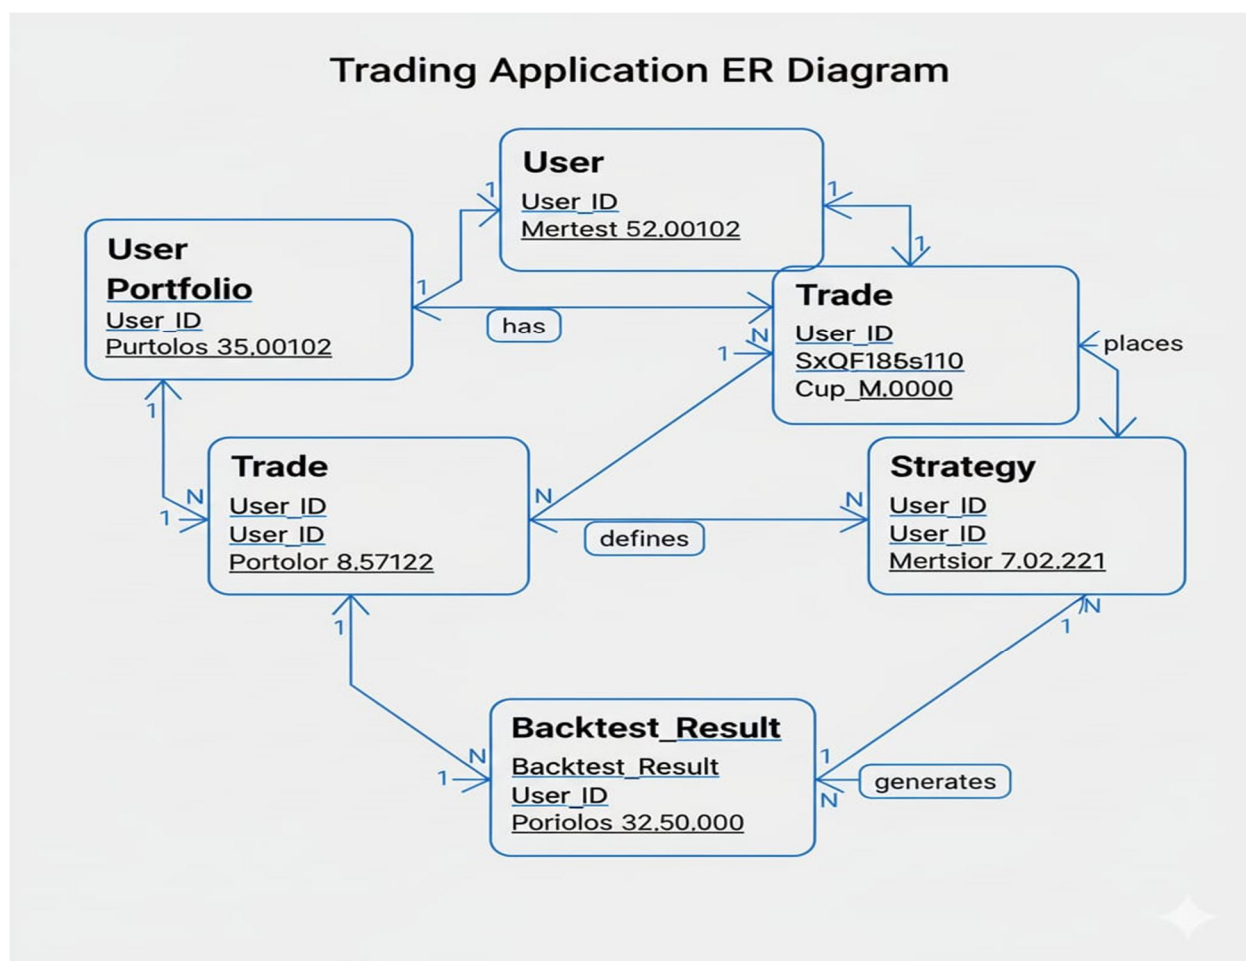 Trading Application ER Diagram
User
User_ID
Mertest 52.00102
1
1
1
User
Portfolio
User_ID
Purtolos 35.00102
1
has
Trade
User_ID
SxQF185s110
Cup_M.0000
N
1
places
1
Trade
User_ID
User_ID
Portolor 8.57122
N
1
N
defines
N
Strategy
User_ID
User_ID
Mertsior 7.02.221
1
N
1
Backtest_Result
Backtest_Result
User_ID
Poriolos 32.50.000
N
1
1
N
generates